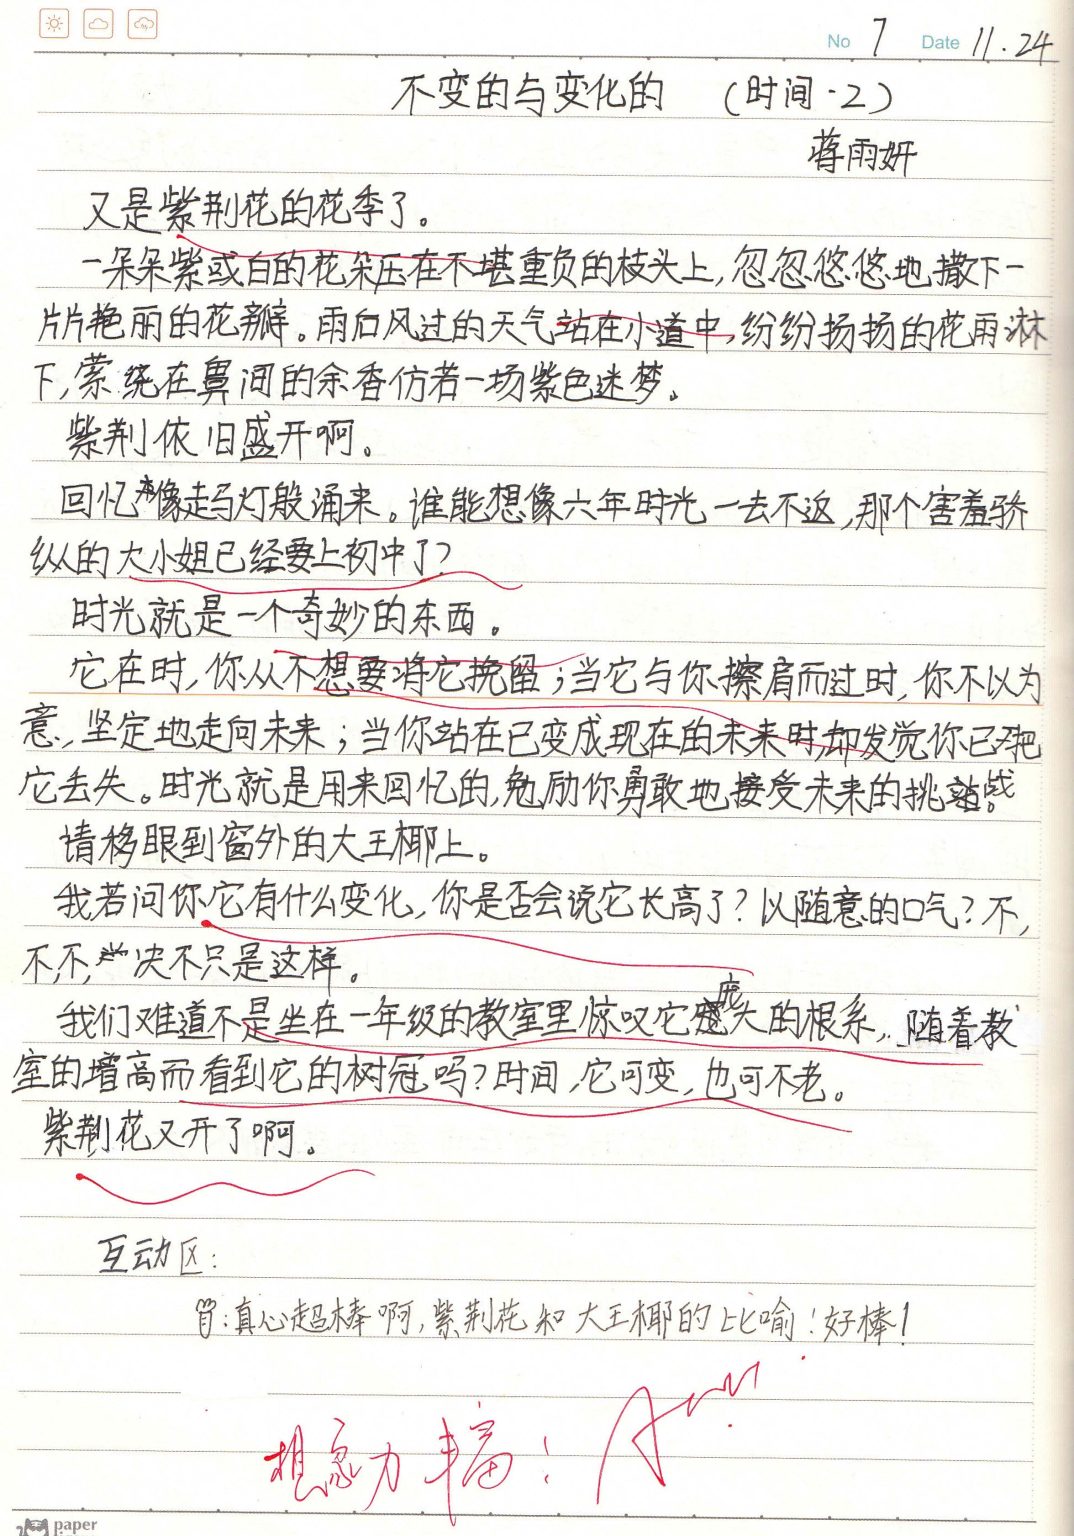 No 7 Date 11.24
不变的与变化的 (时间·2)
蒋雨妍
又是紫荆花的花季了。
一朵朵紫或白的花朵压在不堪重负的枝头上,忽忽悠悠地撒下一
片片艳丽的花瓣。雨后风过的天气站在小道中,纷纷扬扬的花雨淋
下,萦绕在鼻间的余香仿若一场紫色迷梦。
紫荆依旧盛开啊。
回忆像走马灯般涌来。谁能想像六年时光一去不返,那个害羞骄
纵的大小姐已经要上初中了?
时光就是一个奇妙的东西。
它在时,你从不想要将它挽留;当它与你擦肩而过时,你不以为
意,坚定地走向未来;当你站在已变成现在的未来时,却发觉你已把
它丢失。时光就是用来回忆的,勉励你勇敢地接受未来的挑战。
请移眼到窗外的大王椰上。
我若问你它有什么变化,你是否会说它长高了?以随意的口气?不,
不,不,决不只是这样。
我们难道不是坐在一年级的教室里惊叹它庞大的根系,随着教
室的增高而看到它的树冠吗?时间,它可变,也可不老。
紫荆花又开了啊。
互动区:
:真心超棒啊,紫荆花和大王椰的比喻!好棒!
想象力丰富!
paper